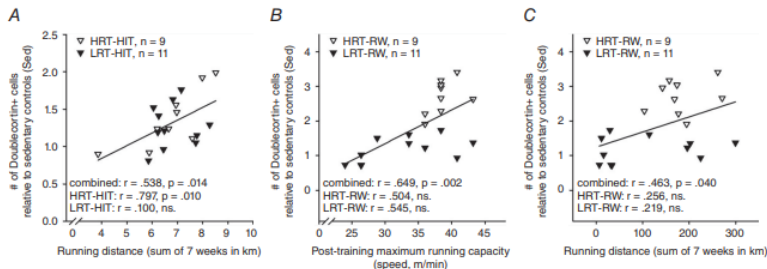 A
# of Doublecortin+ cells
relative to sedentary controls (Sed)
2.5
2.0
1.5
1.0
0.5
0.0
HRT-HIT, n = 9
LRT-HIT, n = 11
combined: r = .538, p = .014
HRT-HIT: r = .797, p = .010
LRT-HIT: r = .100, ns.
0
4
5
6
7
8
9
10
Running distance (sum of 7 weeks in km)
B
# of Doublecortin+ cells
relative to sedentary controls (Sed)
4
3
2
1
0
HRT-RW, n = 9
LRT-RW, n = 11
combined: r = .649, p = .002
HRT-RW: r = .504, ns.
LRT-RW: r = .545, ns.
0
25
30
35
40
45
Post-training maximum running capacity
(speed, m/min)
C
# of Doublecortin+ cells
relative to sedentary controls (Sed)
4
3
2
1
0
HRT-RW, n = 9
LRT-RW, n = 11
combined: r = .463, p = .040
HRT-RW: r = .256, ns.
LRT-RW: r = .219, ns.
0
100
200
300
Running distance (sum of 7 weeks in km)